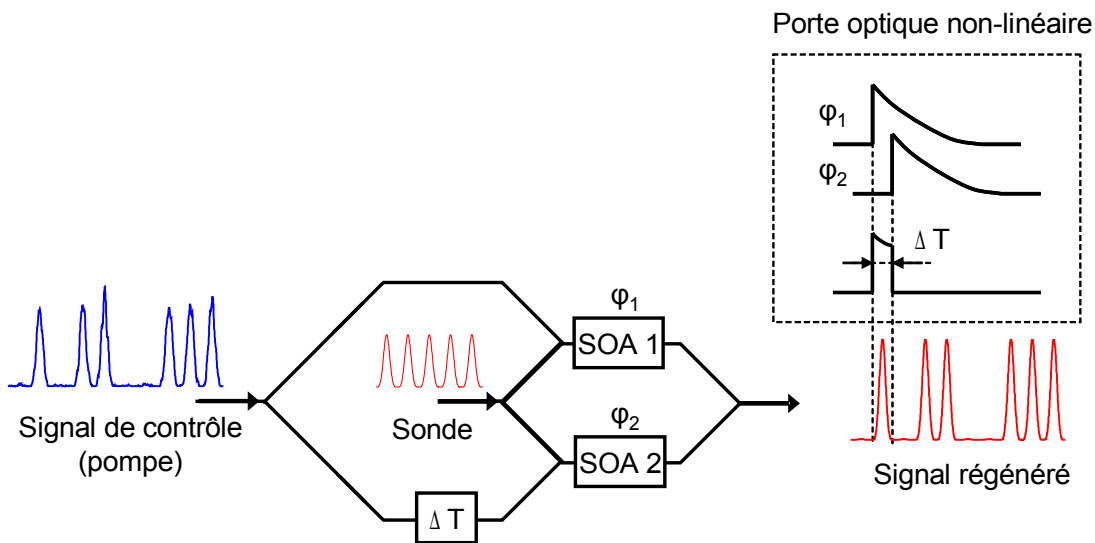 Porte optique non-linéaire
φ1
φ2
Δ T
Signal de contrôle
(pompe)
Sonde
φ1
SOA 1
φ2
SOA 2
Δ T
Signal régénéré